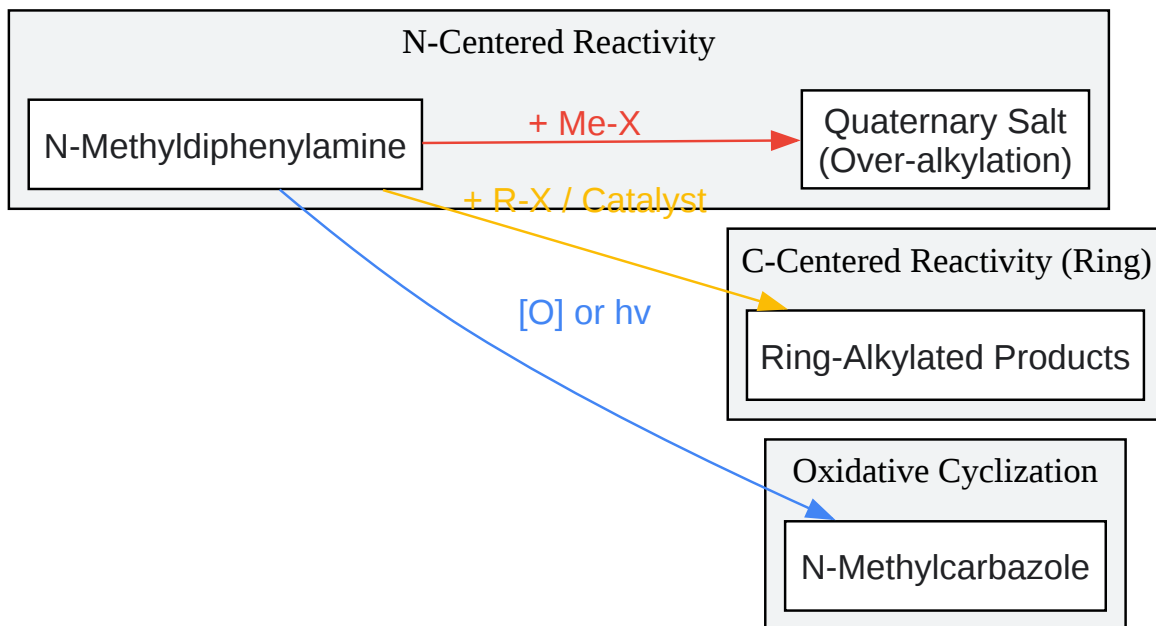 N-Centered Reactivity
N-Methyldiphenylamine
+ Me-X
Quaternary Salt
(Over-alkylation)
+ R-X / Catalyst
C-Centered Reactivity (Ring)
[O] or hv
Ring-Alkylated Products
Oxidative Cyclization
N-Methylcarbazole